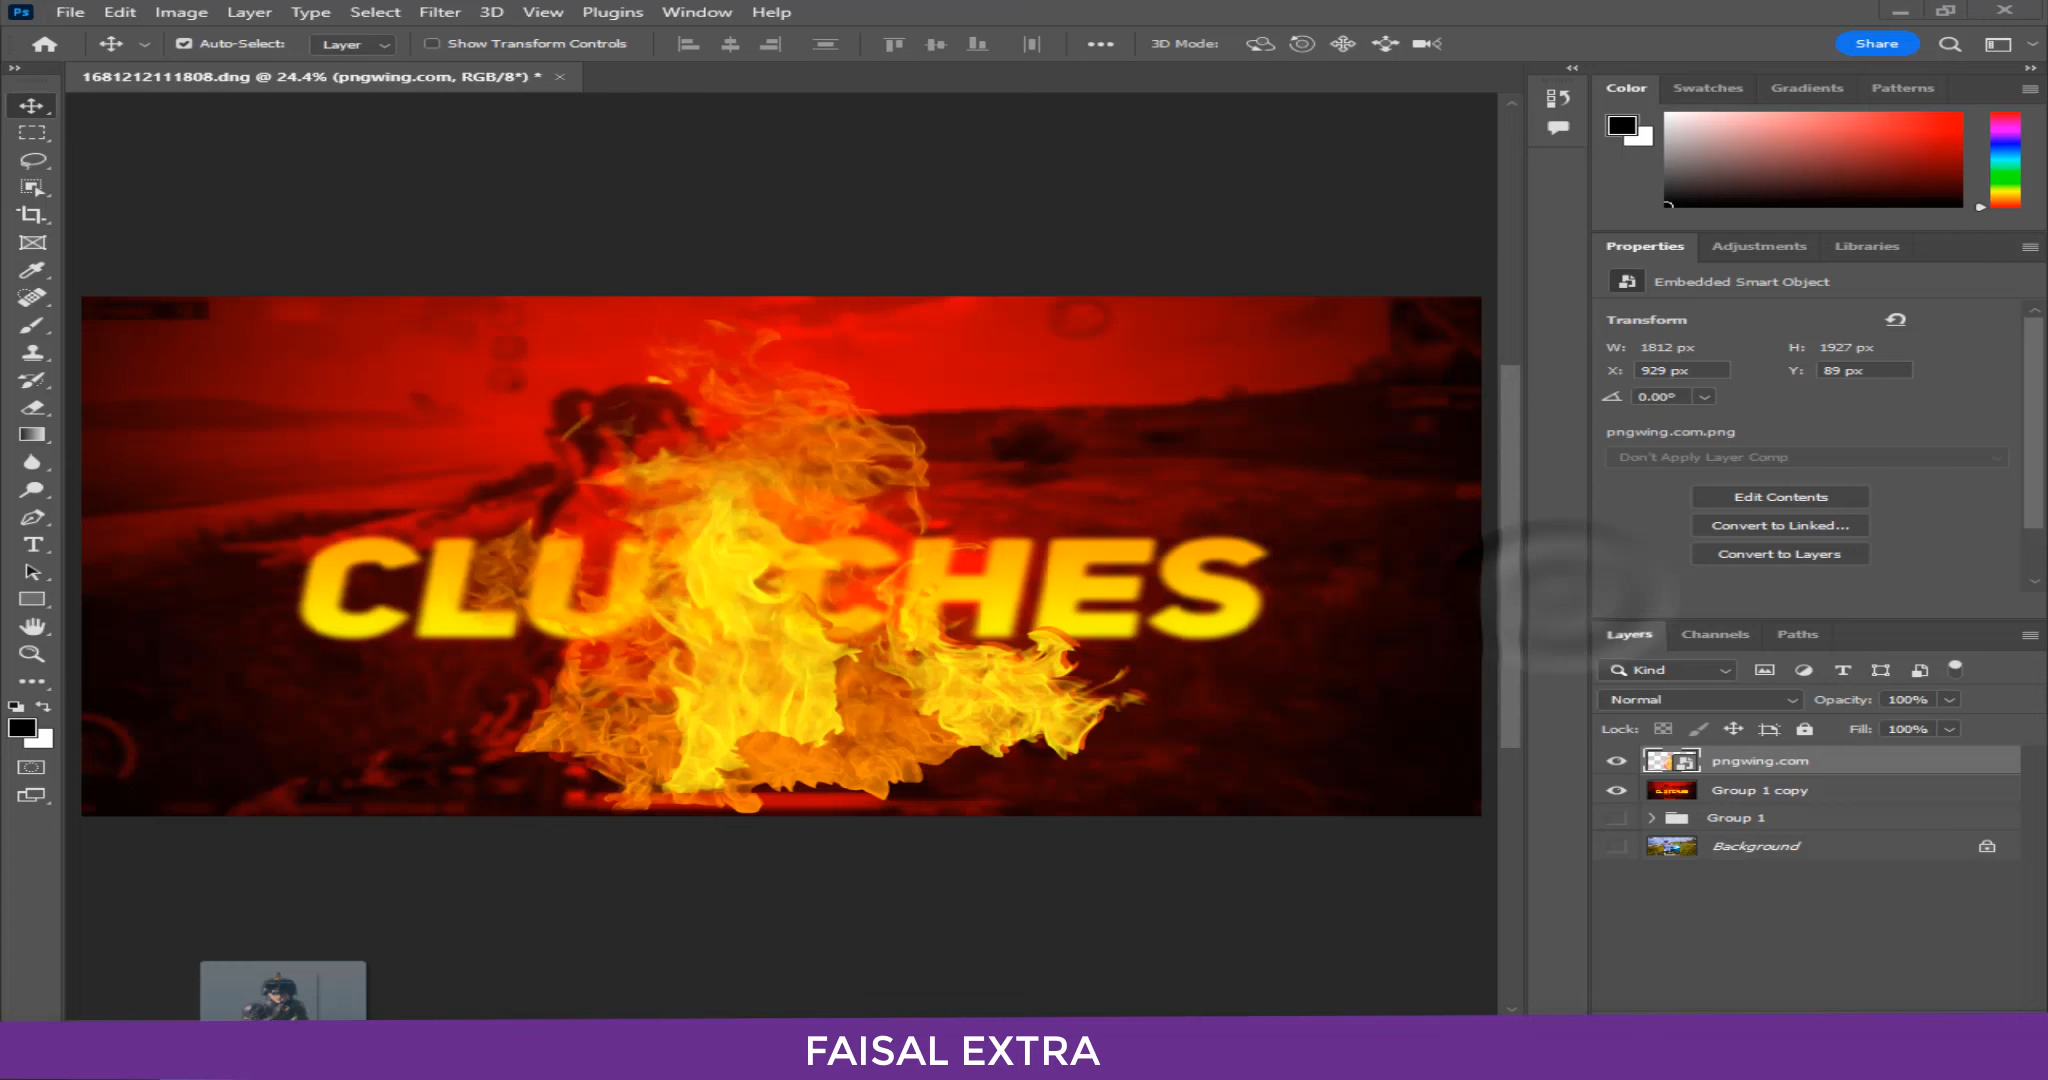 Ps File Edit Image Layer Type Select Filter 3D View Plugins Window Help
Auto-Select: Layer Show Transform Controls 3D Mode: Share
1681212111808.dng @ 24.4% (pngwing.com, RGB/8*) *
Color Swatches Gradients Patterns
Properties Adjustments Libraries
Embedded Smart Object
Transform
W: 1812 px H: 1927 px
X: 929 px Y: 89 px
0.00°
pngwing.com.png
Don't Apply Layer Comp
Edit Contents
Convert to Linked...
Convert to Layers
CLUTCHES
Layers Channels Paths
Kind
Normal Opacity: 100%
Lock: Fill: 100%
pngwing.com
Group 1 copy
Group 1
Background
FAISAL EXTRA